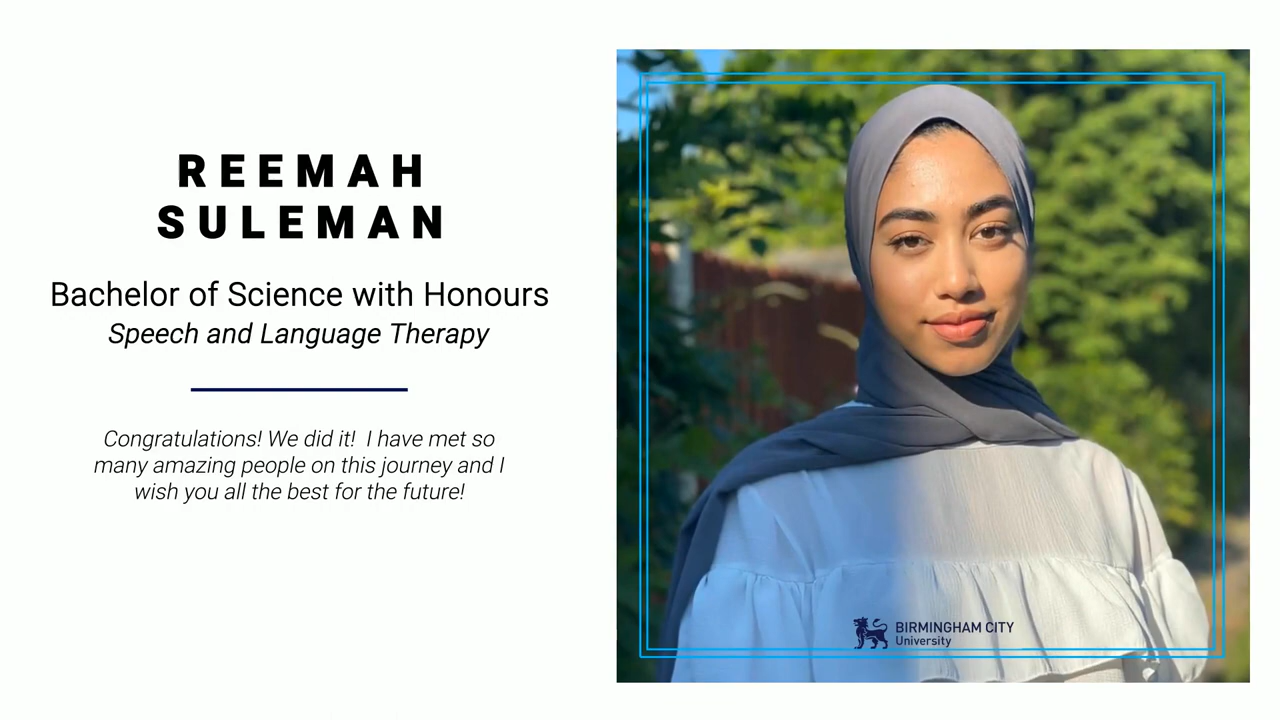 REEMAH
SULEMAN
Bachelor of Science with Honours
Speech and Language Therapy
Congratulations! We did it!  I have met so
many amazing people on this journey and I
wish you all the best for the future!
BIRMINGHAM CITY
University